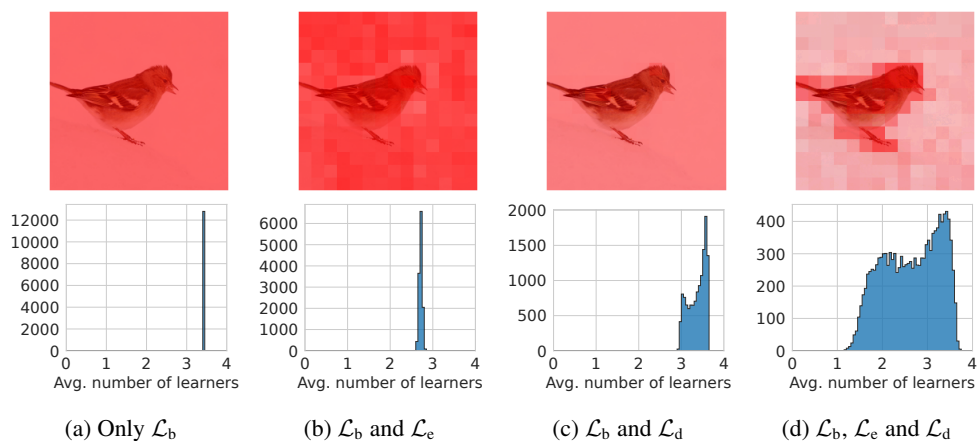 12000
10000
8000
6000
4000
2000
0
0 1 2 3 4
Avg. number of learners
(a) Only ℒb
6000
5000
4000
3000
2000
1000
0
0 1 2 3 4
Avg. number of learners
(b) ℒb and ℒe
2000
1500
1000
500
0
0 1 2 3 4
Avg. number of learners
(c) ℒb and ℒd
400
300
200
100
0
0 1 2 3 4
Avg. number of learners
(d) ℒb, ℒe and ℒd